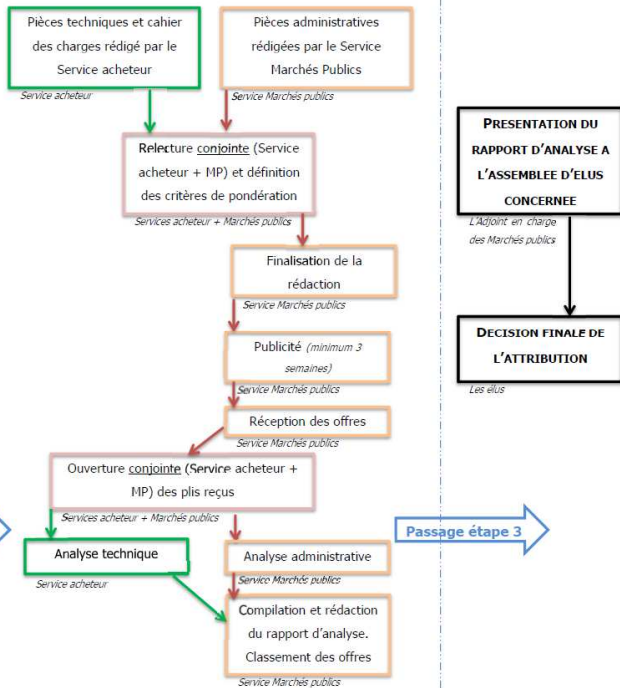 Pièces techniques et cahier
des charges rédigé par le
Service acheteur
Service acheteur
Pièces administratives
rédigées par le Service
Marchés Publics
Service Marchés publics
Relecture conjointe (Service
acheteur + MP) et définition
des critères de pondération
Services acheteur + Marchés publics
Finalisation de la
rédaction
Service Marchés publics
Publicité (minimum 3
semaines)
Service Marchés publics
Réception des offres
Service Marchés publics
Ouverture conjointe (Service acheteur +
MP) des plis reçus
Services acheteur + Marchés publics
Analyse technique
Service acheteur
Analyse administrative
Service Marchés publics
Compilation et rédaction
du rapport d'analyse.
Classement des offres
Service Marchés publics
Passage étape 3
PRESENTATION DU
RAPPORT D'ANALYSE A
L'ASSEMBLEE D'ELUS
CONCERNEE
L'Adjoint en charge
des Marchés publics
DECISION FINALE DE
L'ATTRIBUTION
Les élus